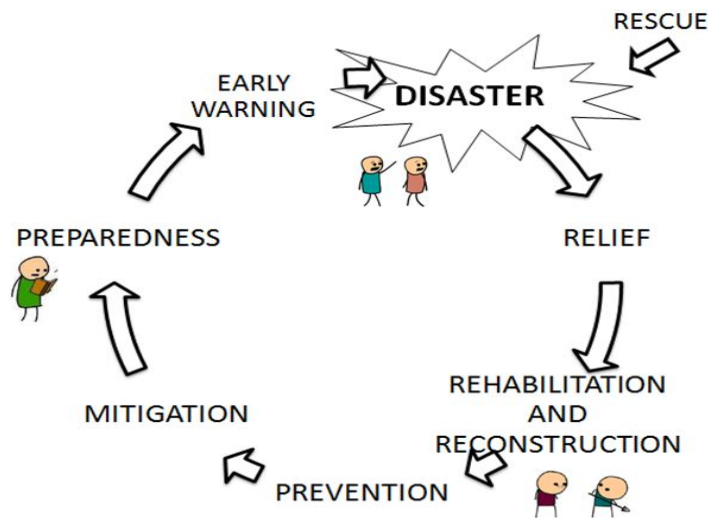 RESCUE
EARLY
WARNING
DISASTER
PREPAREDNESS
RELIEF
REHABILITATION
AND
RECONSTRUCTION
MITIGATION
PREVENTION